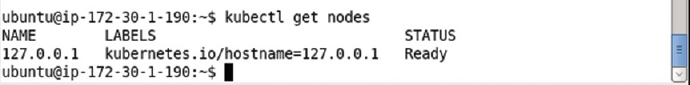 ubuntu@ip-172-30-1-190:~$ kubectl get nodes
NAME        LABELS                              STATUS
127.0.0.1   kubernetes.io/hostname=127.0.0.1   Ready
ubuntu@ip-172-30-1-190:~$